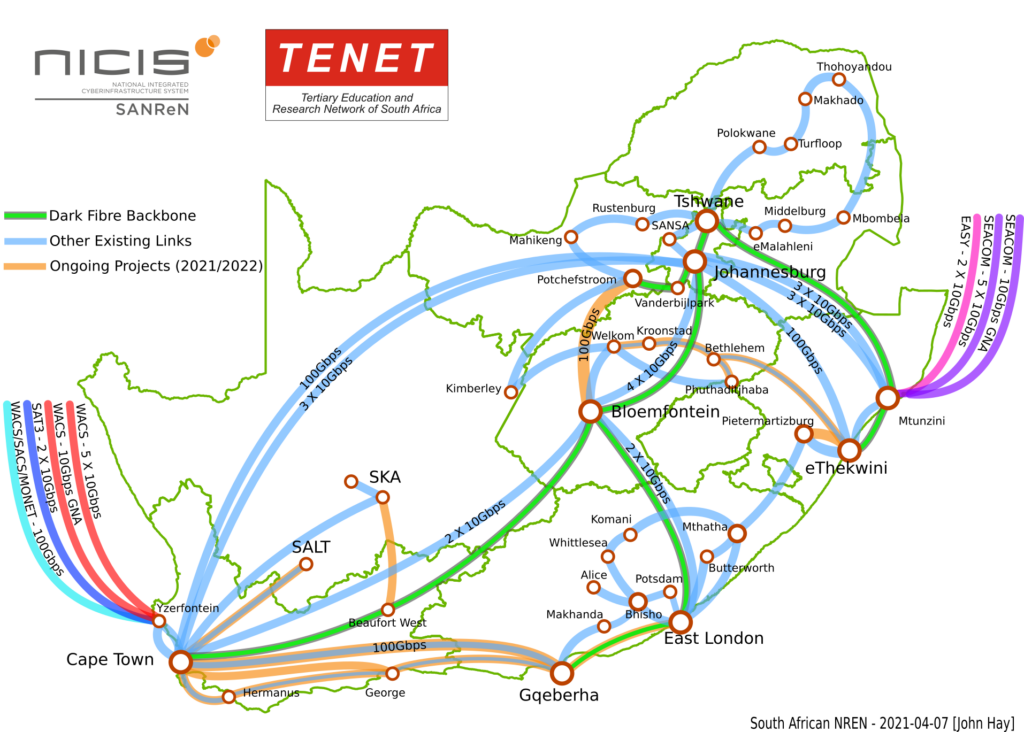 NICIS
NATIONAL INTEGRATED
CYBERINFRASTRUCTURE SYSTEM
SANReN
TENET
Tertiary Education and
Research Network of South Africa
Dark Fibre Backbone
Other Existing Links
Ongoing Projects (2021/2022)
Thohoyandou
Makhado
Polokwane
Turfloop
Tshwane
Rustenburg
SANSA
Middelburg
Mbombela
Mahikeng
eMalahleni
Johannesburg
Potchefstroom
Vanderbijlpark
3 X 10Gbps
3 X 10Gbps
EASY - 2 X 10Gbps
SEACOM - 5 X 10Gbps
SEACOM - 10Gbps GNA
100Gbps
Welkom
Kroonstad
100Gbps
Bethlehem
100Gbps
3 X 10Gbps
4 X 10Gbps
Kimberley
Phuthaditjhaba
Bloemfontein
Pietermartizburg
Mtunzini
eThekwini
WACS/SACS/MONET - 100Gbps
SAT3 - 2 X 10Gbps
WACS - 10Gbps GNA
WACS - 5 X 10Gbps
2 X 10Gbps
SKA
2 X 10Gbps
Komani
Mthatha
Whittlesea
SALT
Butterworth
Alice
Potsdam
Yzerfontein
Beaufort West
Makhanda
Bhisho
East London
100Gbps
Cape Town
Hermanus
George
Gqeberha
South African NREN - 2021-04-07 [John Hay]